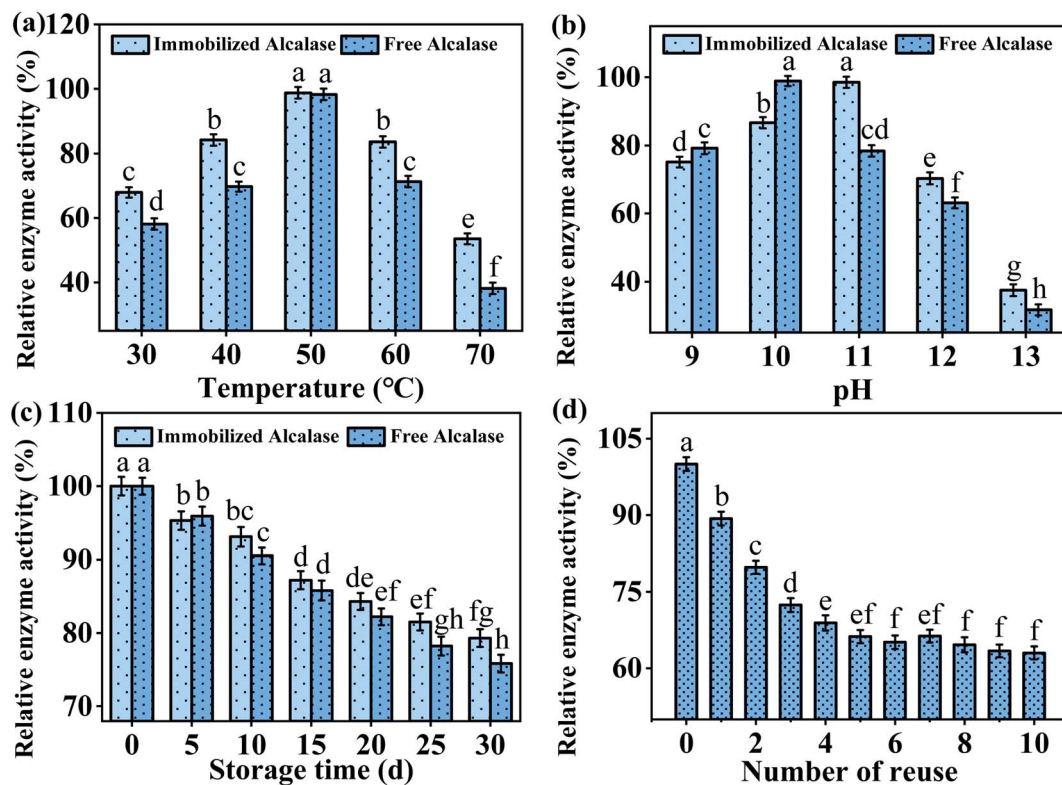 (a)
120
100
80
60
40
Relative enzyme activity (%)
Immobilized Alcalase
Free Alcalase
c d b c a a b c e f
30 40 50 60 70
Temperature (°C)
(b)
100
80
60
40
Relative enzyme activity (%)
Immobilized Alcalase
Free Alcalase
d c b a a cd e f g h
9 10 11 12 13
pH
(c)
110
100
90
80
70
Relative enzyme activity (%)
Immobilized Alcalase
Free Alcalase
a a b b bc c d d de ef ef gh fg h
0 5 10 15 20 25 30
Storage time (d)
(d)
105
90
75
60
Relative enzyme activity (%)
a b c d e ef f ef f f f
0 2 4 6 8 10
Number of reuse